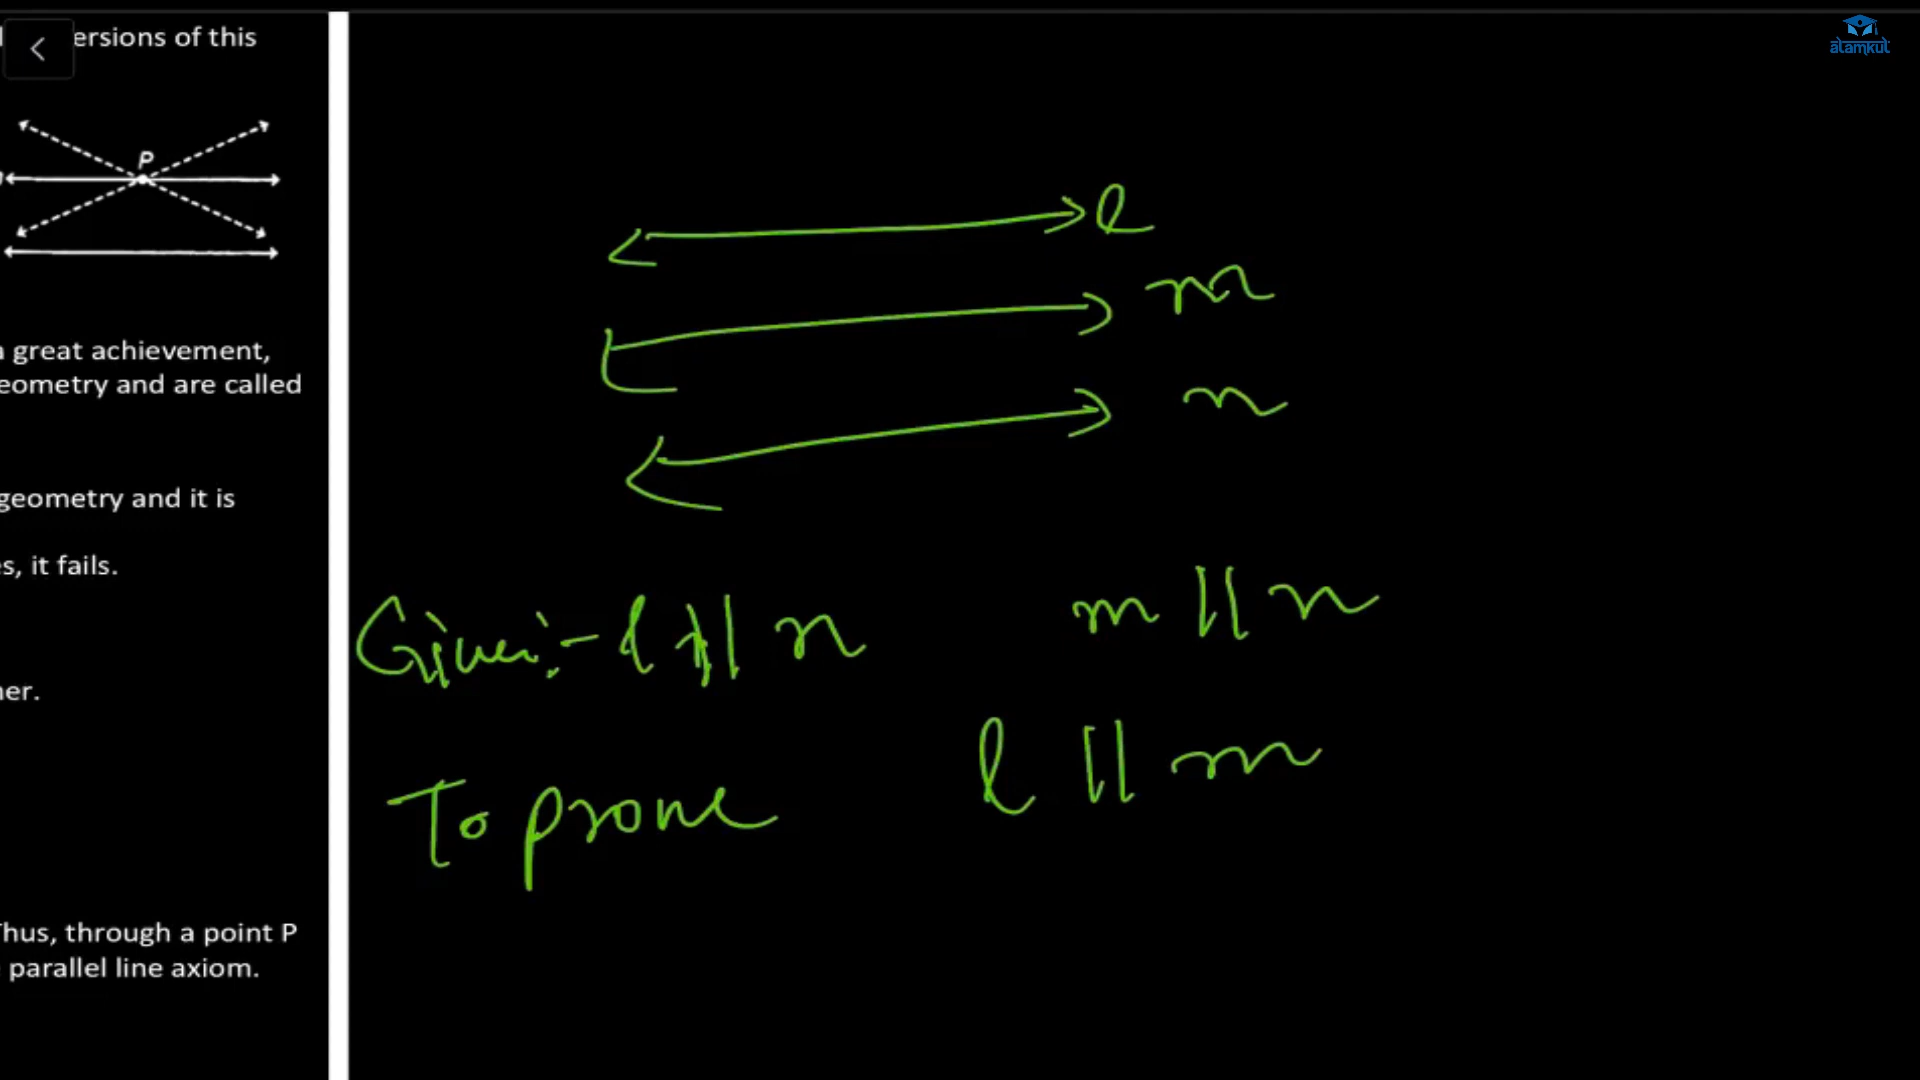 ersions of this
P
great achievement,
eometry and are called
geometry and it is
s, it fails.
er.
hus, through a point P
parallel line axiom.
alamkul
l
m
n
Given:- l || n m || n
To prove l || m